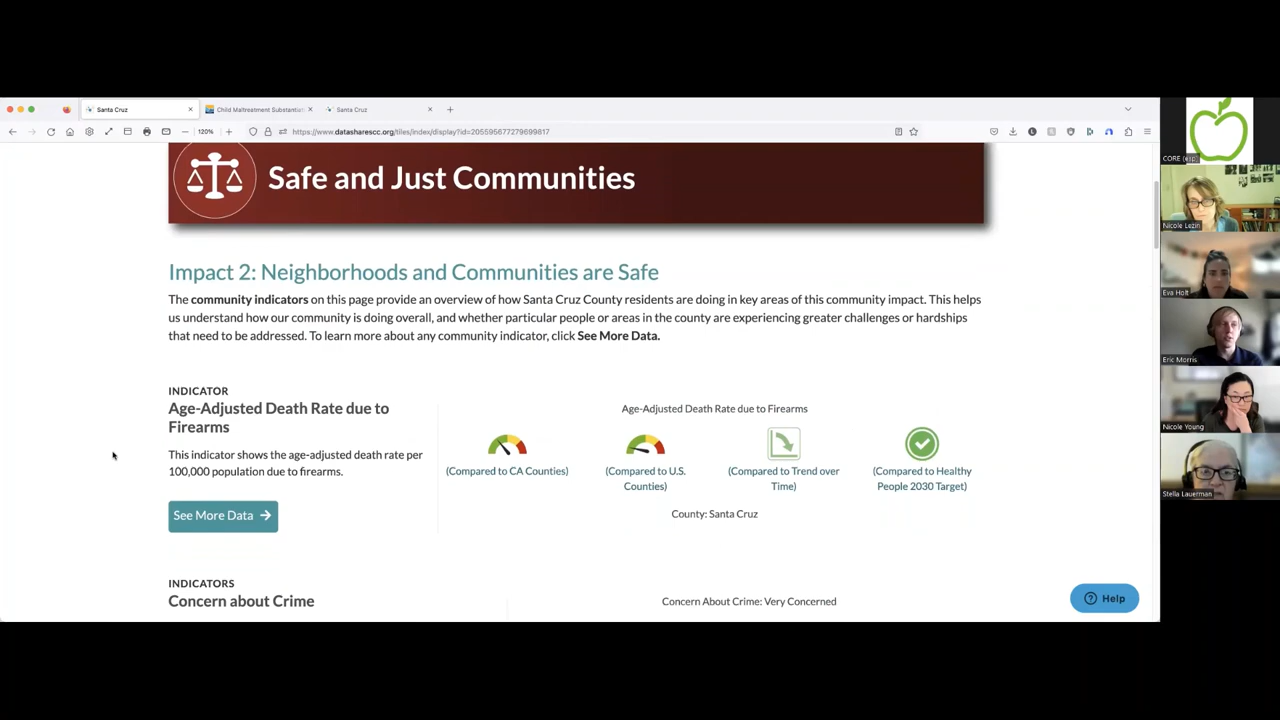 Santa Cruz
Child Maltreatment Substantia
Santa Cruz
120%
https://www.datasharescc.org/tiles/index/display?id=205595677279699817
Safe and Just Communities
Impact 2: Neighborhoods and Communities are Safe
The community indicators on this page provide an overview of how Santa Cruz County residents are doing in key areas of this community impact. This helps
us understand how our community is doing overall, and whether particular people or areas in the county are experiencing greater challenges or hardships
that need to be addressed. To learn more about any community indicator, click See More Data.
INDICATOR
Age-Adjusted Death Rate due to
Firearms
This indicator shows the age-adjusted death rate per
100,000 population due to firearms.
See More Data
Age-Adjusted Death Rate due to Firearms
(Compared to CA Counties)
(Compared to U.S.
Counties)
(Compared to Trend over
Time)
(Compared to Healthy
People 2030 Target)
County: Santa Cruz
INDICATORS
Concern about Crime
Concern About Crime: Very Concerned
Help
CORE (esp)
Nicole Lezin
Eva Holt
Eric Morris
Nicole Young
Stella Lauerman